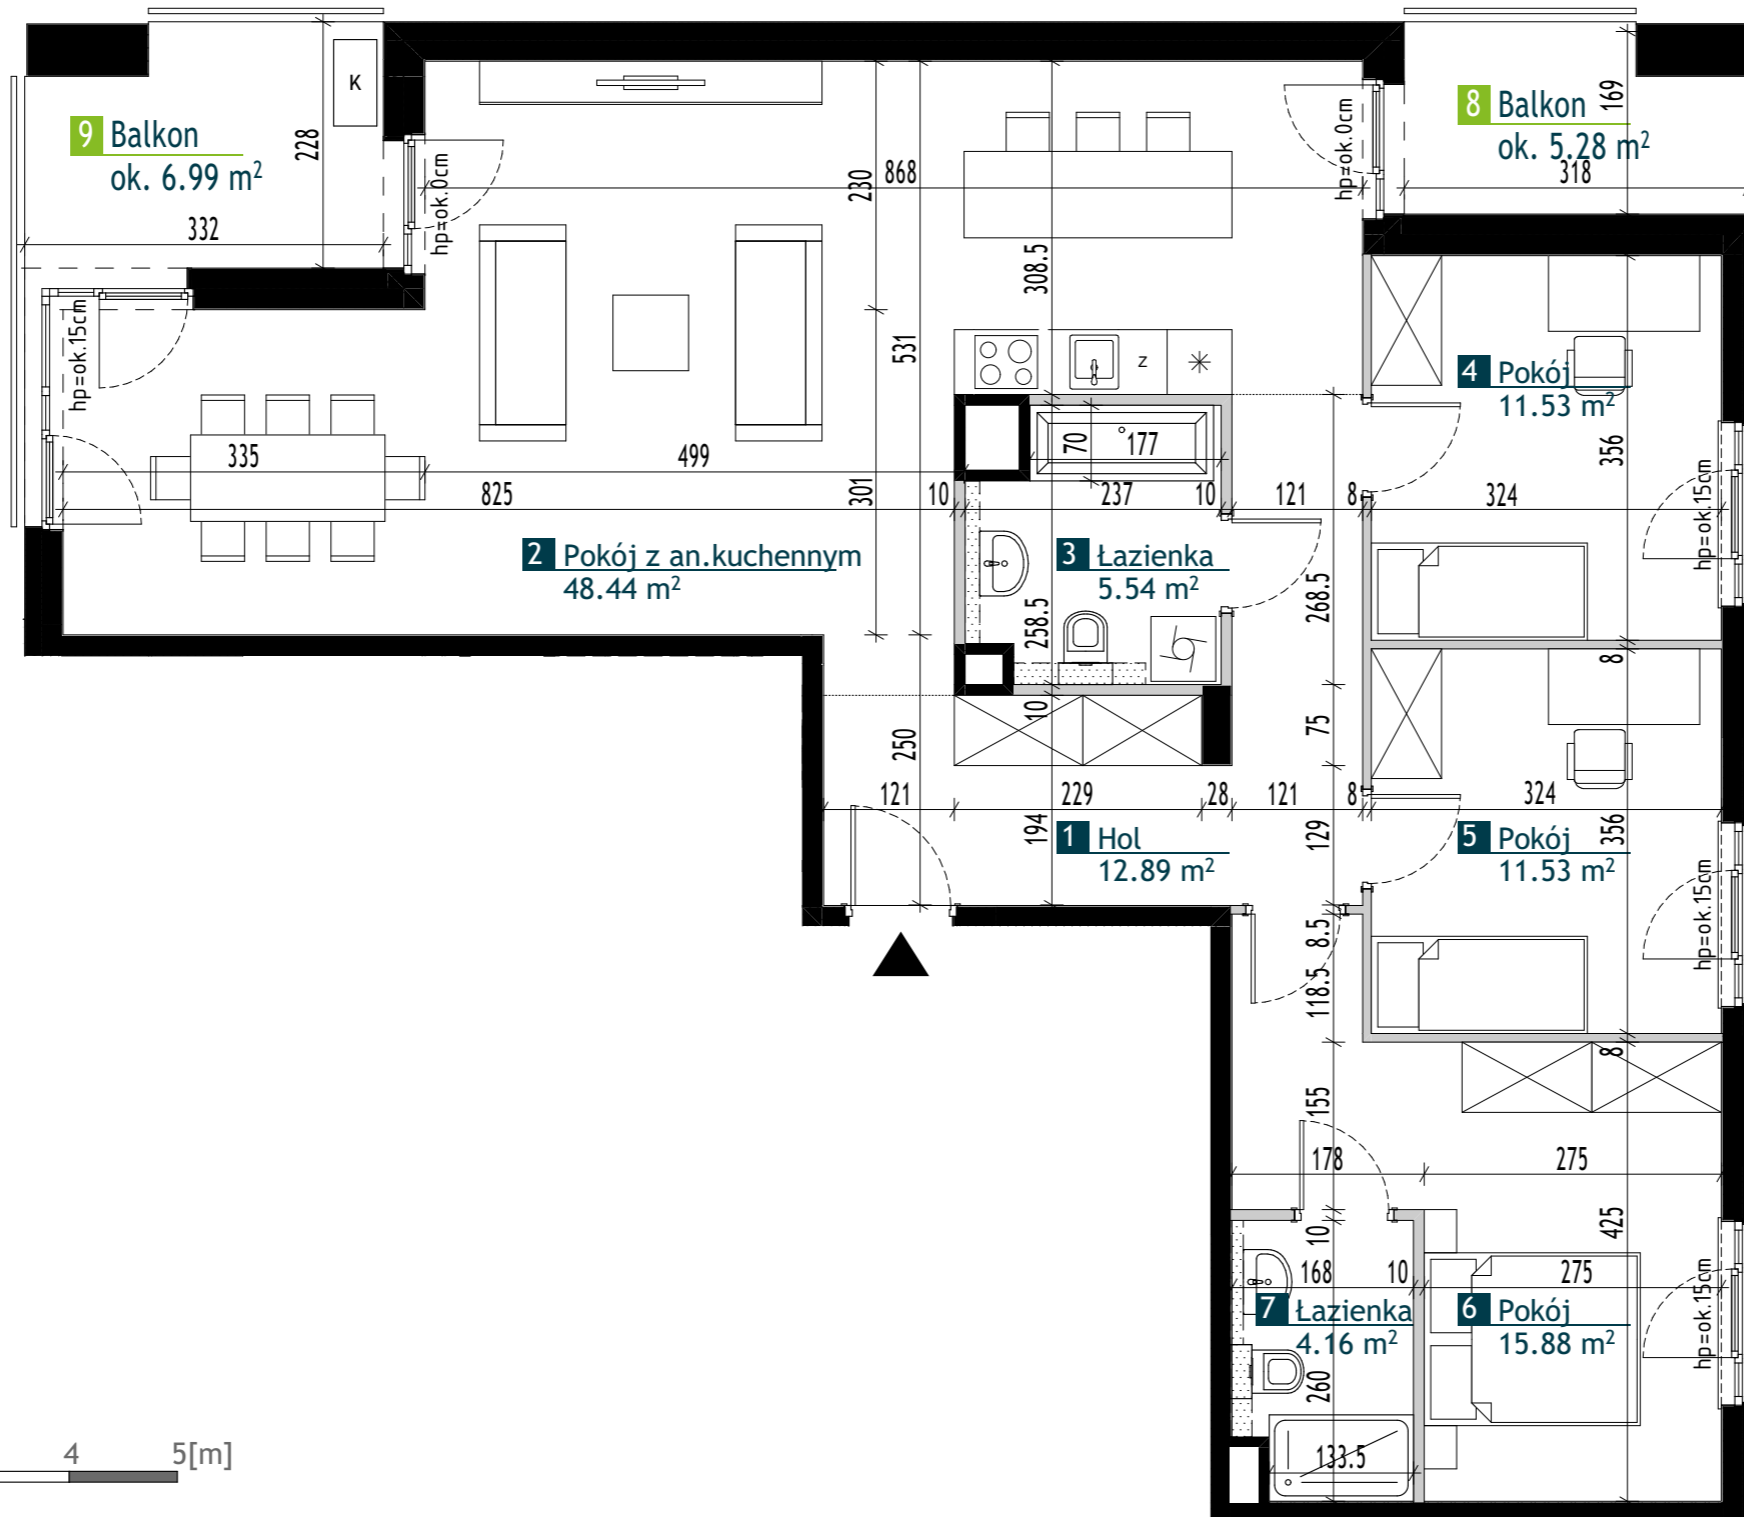 K
9 Balkon
ok. 6.99 m²
228
332
hp=ok.0cm
868
230
531
308.5
hp=ok.0cm
8 Balkon
ok. 5.28 m²
169
318
hp=ok.15cm
335
499
825
301
10
237
10
121
8
324
70
177
z
4 Pokój
11.53 m²
356
hp=ok.15cm
2 Pokój z an.kuchennym
48.44 m²
3 Łazienka
5.54 m²
258.5
268.5
8
10
75
250
121
229
28
121
8
324
194
129
1 Hol
12.89 m²
5 Pokój
11.53 m²
356
hp=ok.15cm
8.5
118.5
8
155
178
275
425
10
168
10
275
7 Łazienka
4.16 m²
6 Pokój
15.88 m²
hp=ok.15cm
260
133.5
4 5[m]